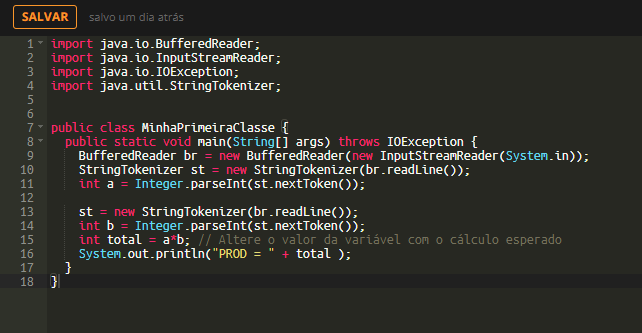 SALVAR salvo um dia atrás
1 import java.io.BufferedReader;
2 import java.io.InputStreamReader;
3 import java.io.IOException;
4 import java.util.StringTokenizer;
5
6
7 public class MinhaPrimeiraClasse {
8 public static void main(String[] args) throws IOException {
9 BufferedReader br = new BufferedReader(new InputStreamReader(System.in));
10 StringTokenizer st = new StringTokenizer(br.readLine());
11 int a = Integer.parseInt(st.nextToken());
12
13 st = new StringTokenizer(br.readLine());
14 int b = Integer.parseInt(st.nextToken());
15 int total = a*b; // Altere o valor da variável com o cálculo esperado
16 System.out.println("PROD = " + total );
17 }
18 }